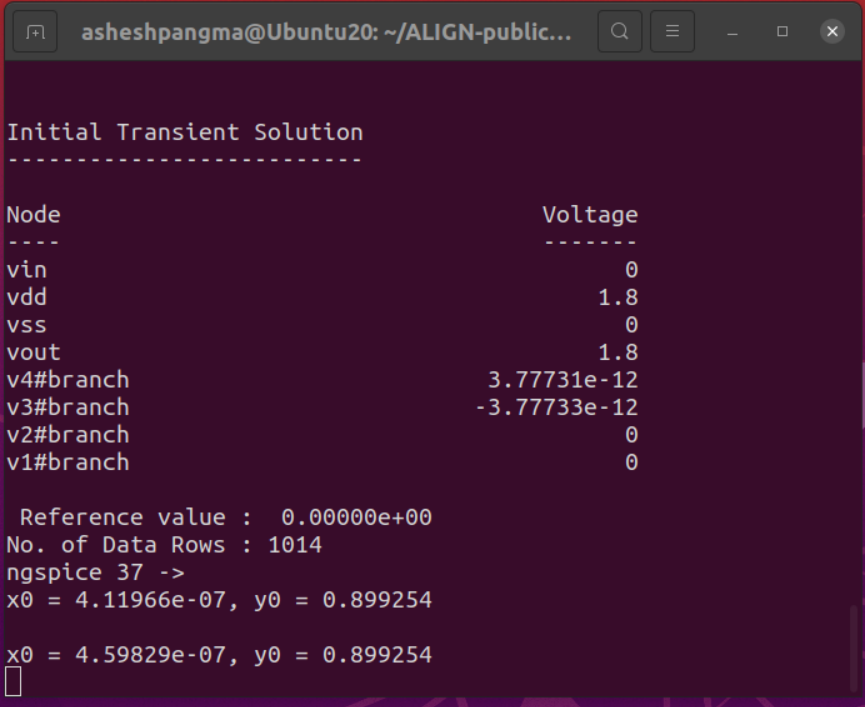 asheshpangma@Ubuntu20: ~/ALIGN-public...
Initial Transient Solution
--------------------------
Node Voltage
---- -------
vin 0
vdd 1.8
vss 0
vout 1.8
v4#branch 3.77731e-12
v3#branch -3.77733e-12
v2#branch 0
v1#branch 0
Reference value : 0.00000e+00
No. of Data Rows : 1014
ngspice 37 ->
x0 = 4.11966e-07, y0 = 0.899254
x0 = 4.59829e-07, y0 = 0.899254